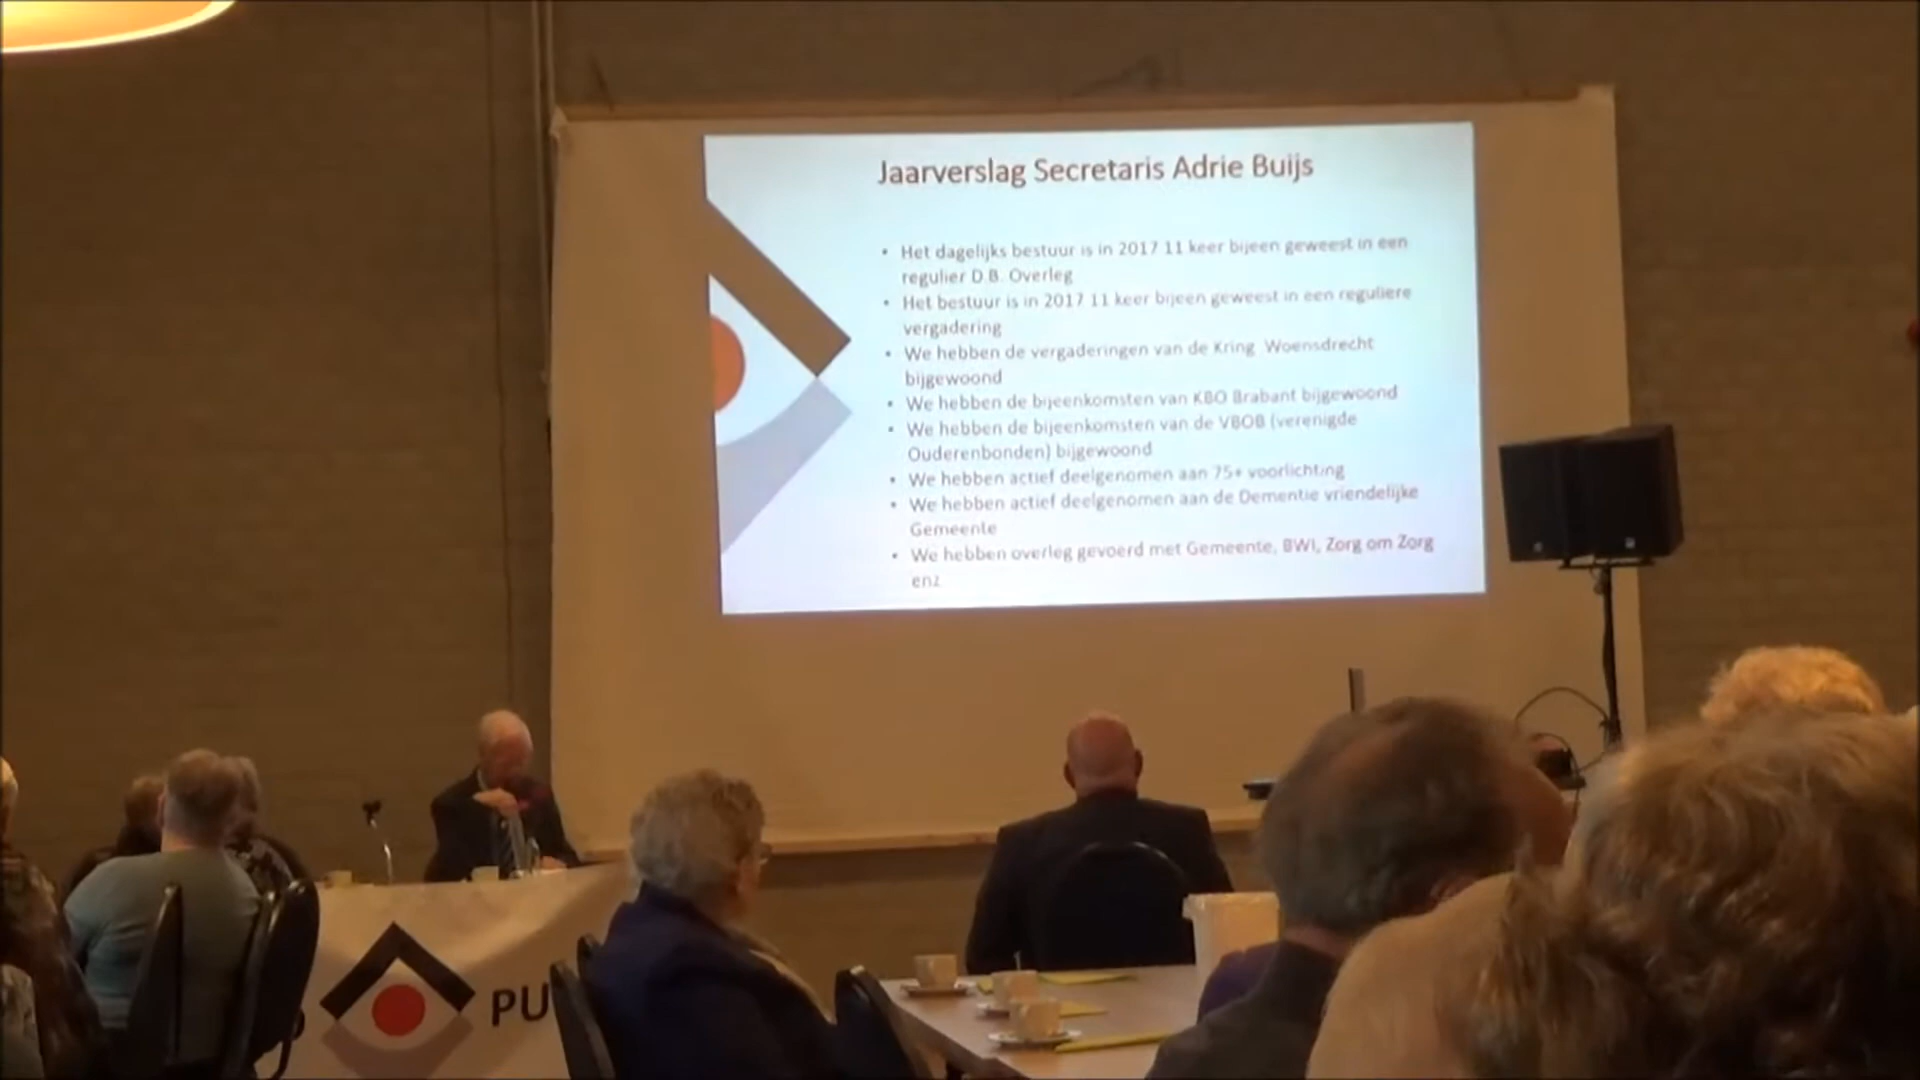 Jaarverslag Secretaris Adrie Buijs
• Het dagelijks bestuur is in 2017 11 keer bijeen geweest in een
regulier D.B. Overleg
• Het bestuur is in 2017 11 keer bijeen geweest in een reguliere
vergadering
• We hebben de vergaderingen van de Kring Woensdrecht
bijgewoond
• We hebben de bijeenkomsten van KBO Brabant bijgewoond
• We hebben de bijeenkomsten van de VBOB (verenigde
Ouderenbonden) bijgewoond
• We hebben actief deelgenomen aan 75+ voorlichting
• We hebben actief deelgenomen aan de Dementie vriendelijke
Gemeente
• We hebben overleg gevoerd met Gemeente, BWI, Zorg om Zorg
enz
PU